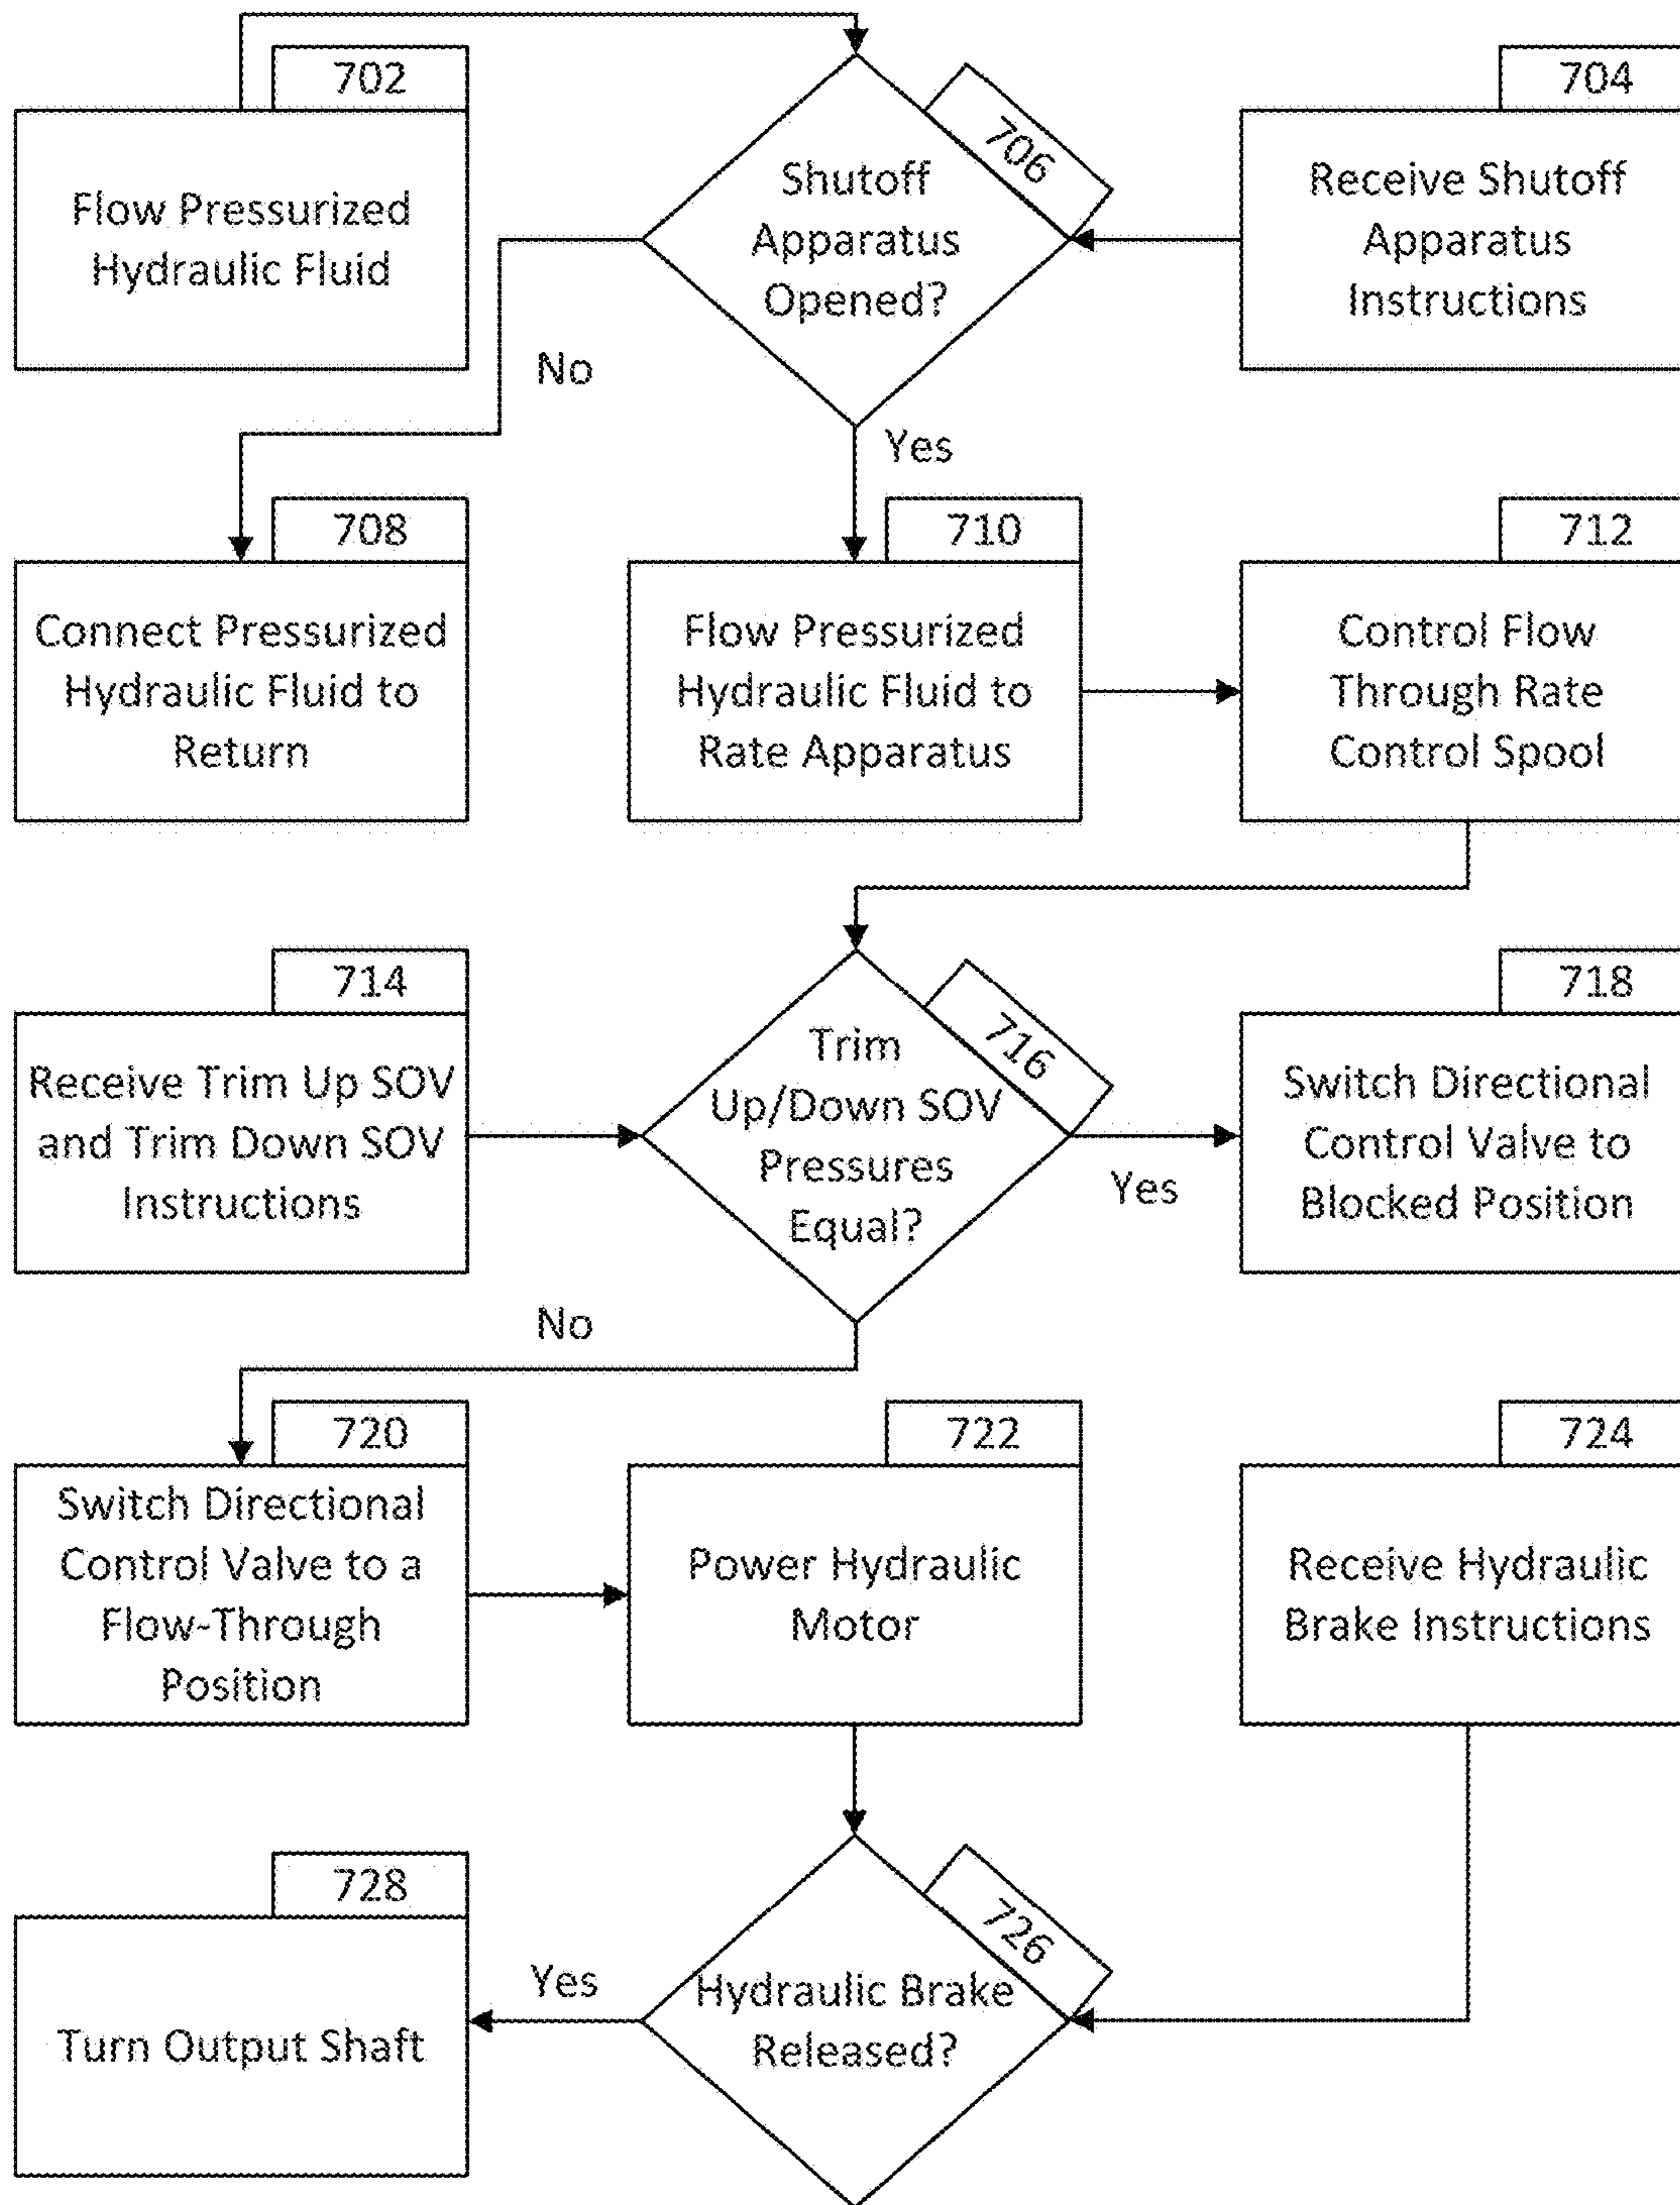 702
Flow Pressurized
Hydraulic Fluid
706
Shutoff
Apparatus
Opened?
704
Receive Shutoff
Apparatus
Instructions
No
Yes
708
Connect Pressurized
Hydraulic Fluid to
Return
710
Flow Pressurized
Hydraulic Fluid to
Rate Apparatus
712
Control Flow
Through Rate
Control Spool
714
Receive Trim Up SOV
and Trim Down SOV
Instructions
716
Trim
Up/Down SOV
Pressures
Equal?
Yes
718
Switch Directional
Control Valve to
Blocked Position
No
720
Switch Directional
Control Valve to a
Flow-Through
Position
722
Power Hydraulic
Motor
724
Receive Hydraulic
Brake Instructions
728
Turn Output Shaft
Yes
726
Hydraulic Brake
Released?